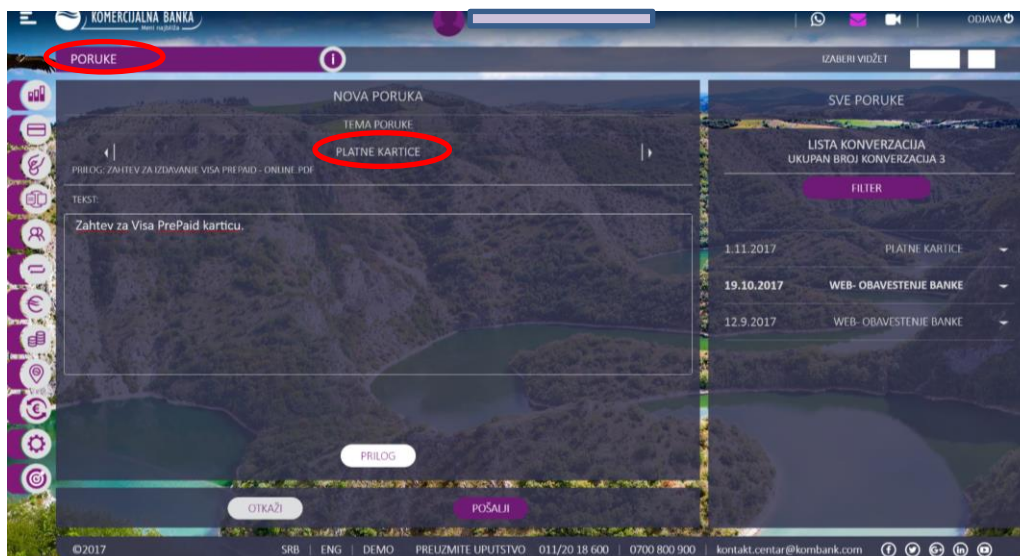 KOMERCIJALNA BANKA
Meni najbliža
ODJAVA
PORUKE
i
IZABERI VIDŽET
NOVA PORUKA
TEMA PORUKE
PLATNE KARTICE
PRILOG: ZAHTEV ZA IZDAVANJE VISA PREPAID - ONLINE.PDF
TEKST:
Zahtev za Visa PrePaid karticu.
PRILOG
OTKAŽI
POŠALJI
SVE PORUKE
LISTA KONVERZACIJA
UKUPAN BROJ KONVERZACIJA 3
FILTER
1.11.2017 PLATNE KARTICE
19.10.2017 WEB- OBAVESTENJE BANKE
12.9.2017 WEB- OBAVESTENJE BANKE
©2017 SRB | ENG | DEMO PREUZMITE UPUTSTVO 011/20 18 600 | 0700 800 900 | kontakt.centar@kombank.com